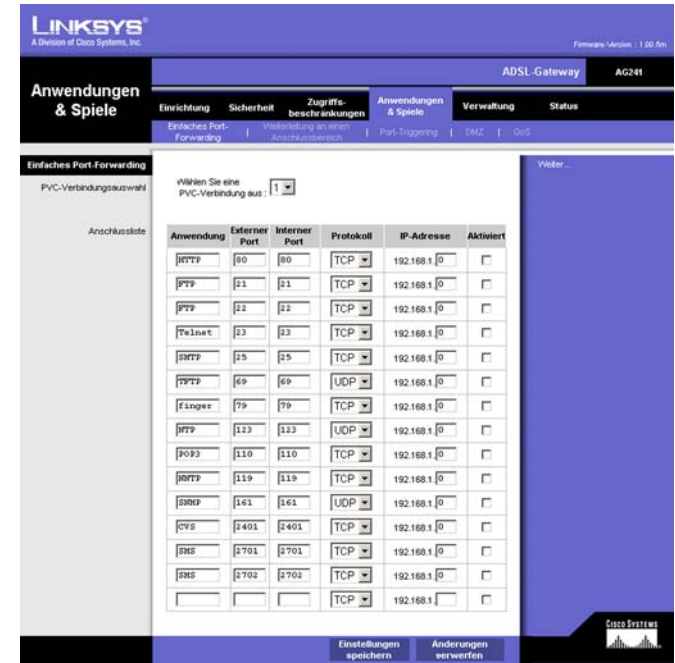 LINKSYS®
A Division of Cisco Systems, Inc.
Firmware-Version : 1.00.6m
ADSL-Gateway AG241
Anwendungen & Spiele
Einrichtung Sicherheit Zugriffs-beschränkungen Anwendungen & Spiele Verwaltung Status
Einfaches Port-Forwarding | Weiterleitung an einen Anschlussbereich | Port-Triggering | DMZ | QoS
Einfaches Port-Forwarding
Weiter...
PVC-Verbindungsauswahl
Wählen Sie eine
PVC-Verbindung aus : 1
Anschlussliste
Anwendung Externer Port Interner Port Protokoll IP-Adresse Aktiviert
HTTP 80 80 TCP 192.168.1.0
FTP 21 21 TCP 192.168.1.0
FTP 22 22 TCP 192.168.1.0
Telnet 23 23 TCP 192.168.1.0
SMTP 25 25 TCP 192.168.1.0
TFTP 69 69 UDP 192.168.1.0
finger 79 79 TCP 192.168.1.0
NTP 123 123 UDP 192.168.1.0
POP3 110 110 TCP 192.168.1.0
NNTP 119 119 TCP 192.168.1.0
SNMP 161 161 UDP 192.168.1.0
CVS 2401 2401 TCP 192.168.1.0
SMS 2701 2701 TCP 192.168.1.0
SMS 2702 2702 TCP 192.168.1.0
TCP 192.168.1.
Einstellungen speichern Änderungen verwerfen
CISCO SYSTEMS